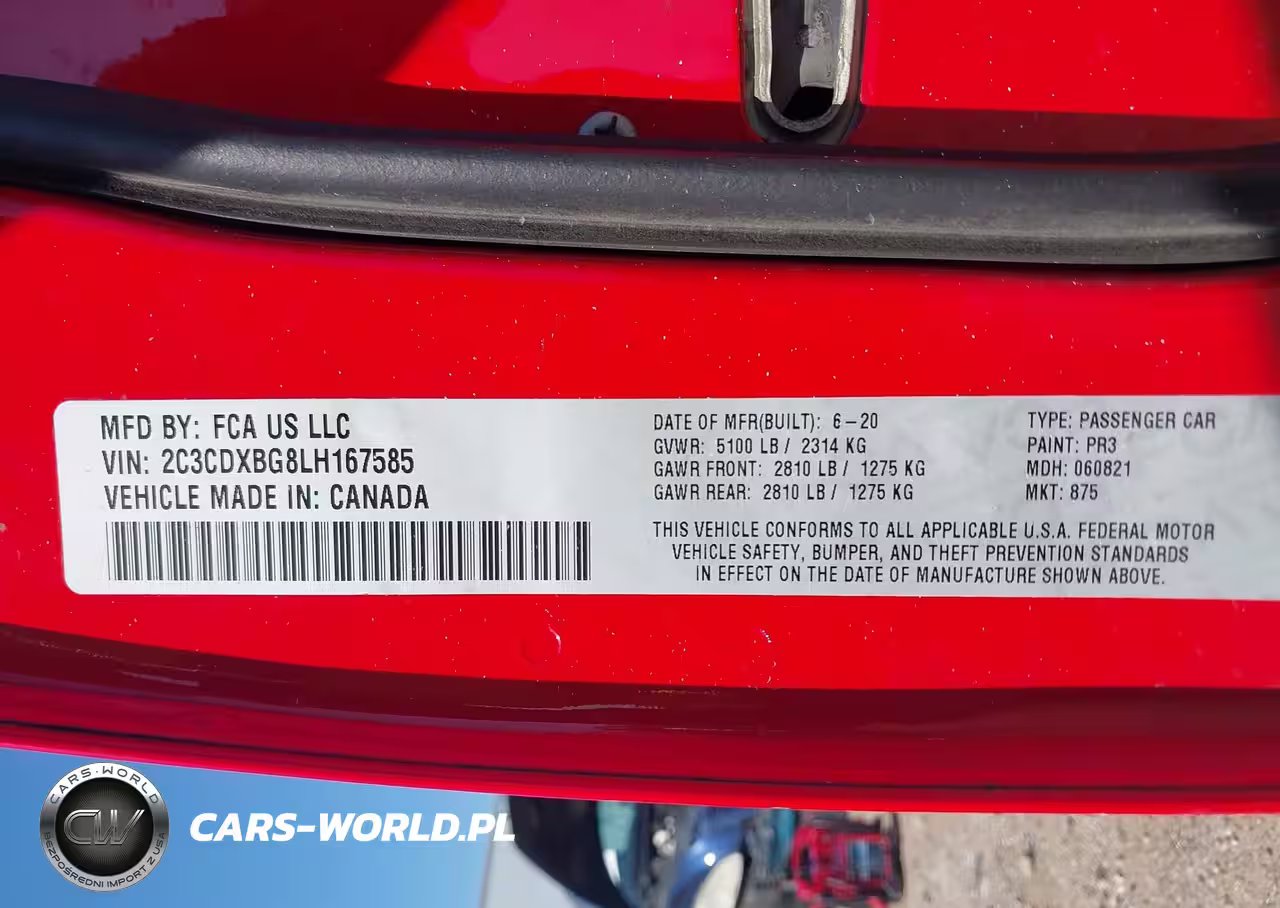 MFD BY: FCA US LLC
VIN: 2C3CDXBG8LH167585
VEHICLE MADE IN: CANADA
DATE OF MFR(BUILT): 6-20
GVWR: 5100 LB / 2314 KG
GAWR FRONT: 2810 LB / 1275 KG
GAWR REAR: 2810 LB / 1275 KG
TYPE: PASSENGER CAR
PAINT: PR3
MDH: 060821
MKT: 875
THIS VEHICLE CONFORMS TO ALL APPLICABLE U.S.A. FEDERAL MOTOR
VEHICLE SAFETY, BUMPER, AND THEFT PREVENTION STANDARDS
IN EFFECT ON THE DATE OF MANUFACTURE SHOWN ABOVE.
CARS-WORLD
CW
BEZPOŚREDNI IMPORT Z USA
CARS-WORLD.PL